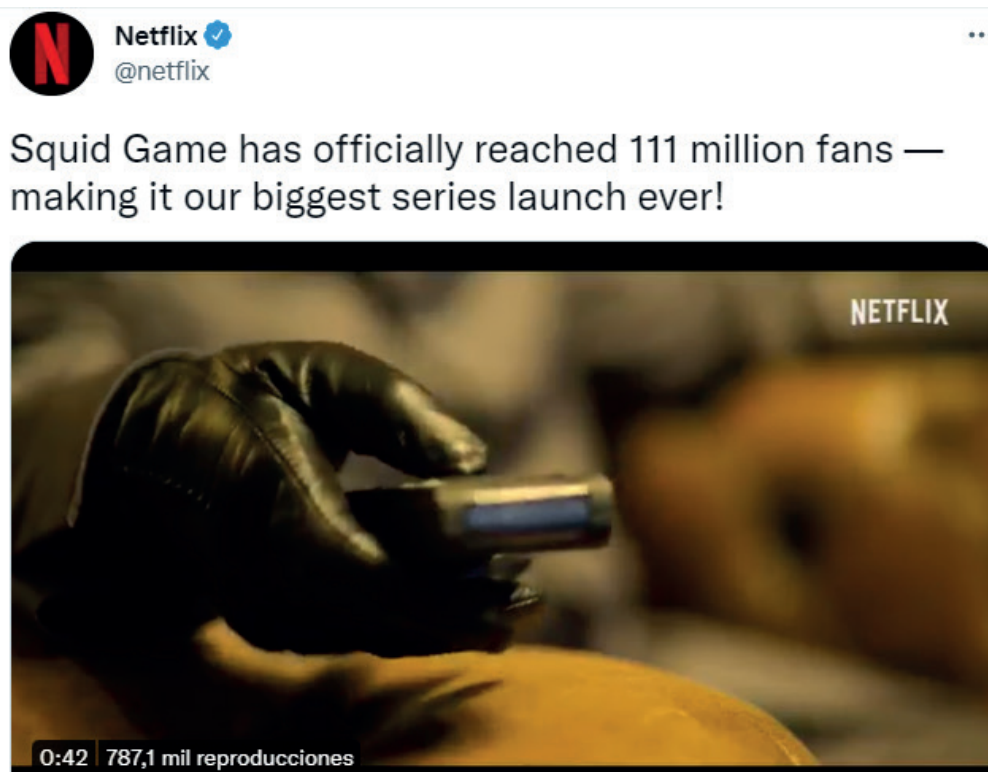 Netflix
@netflix
Squid Game has officially reached 111 million fans —
making it our biggest series launch ever!
NETFLIX
0:42 787,1 mil reproducciones